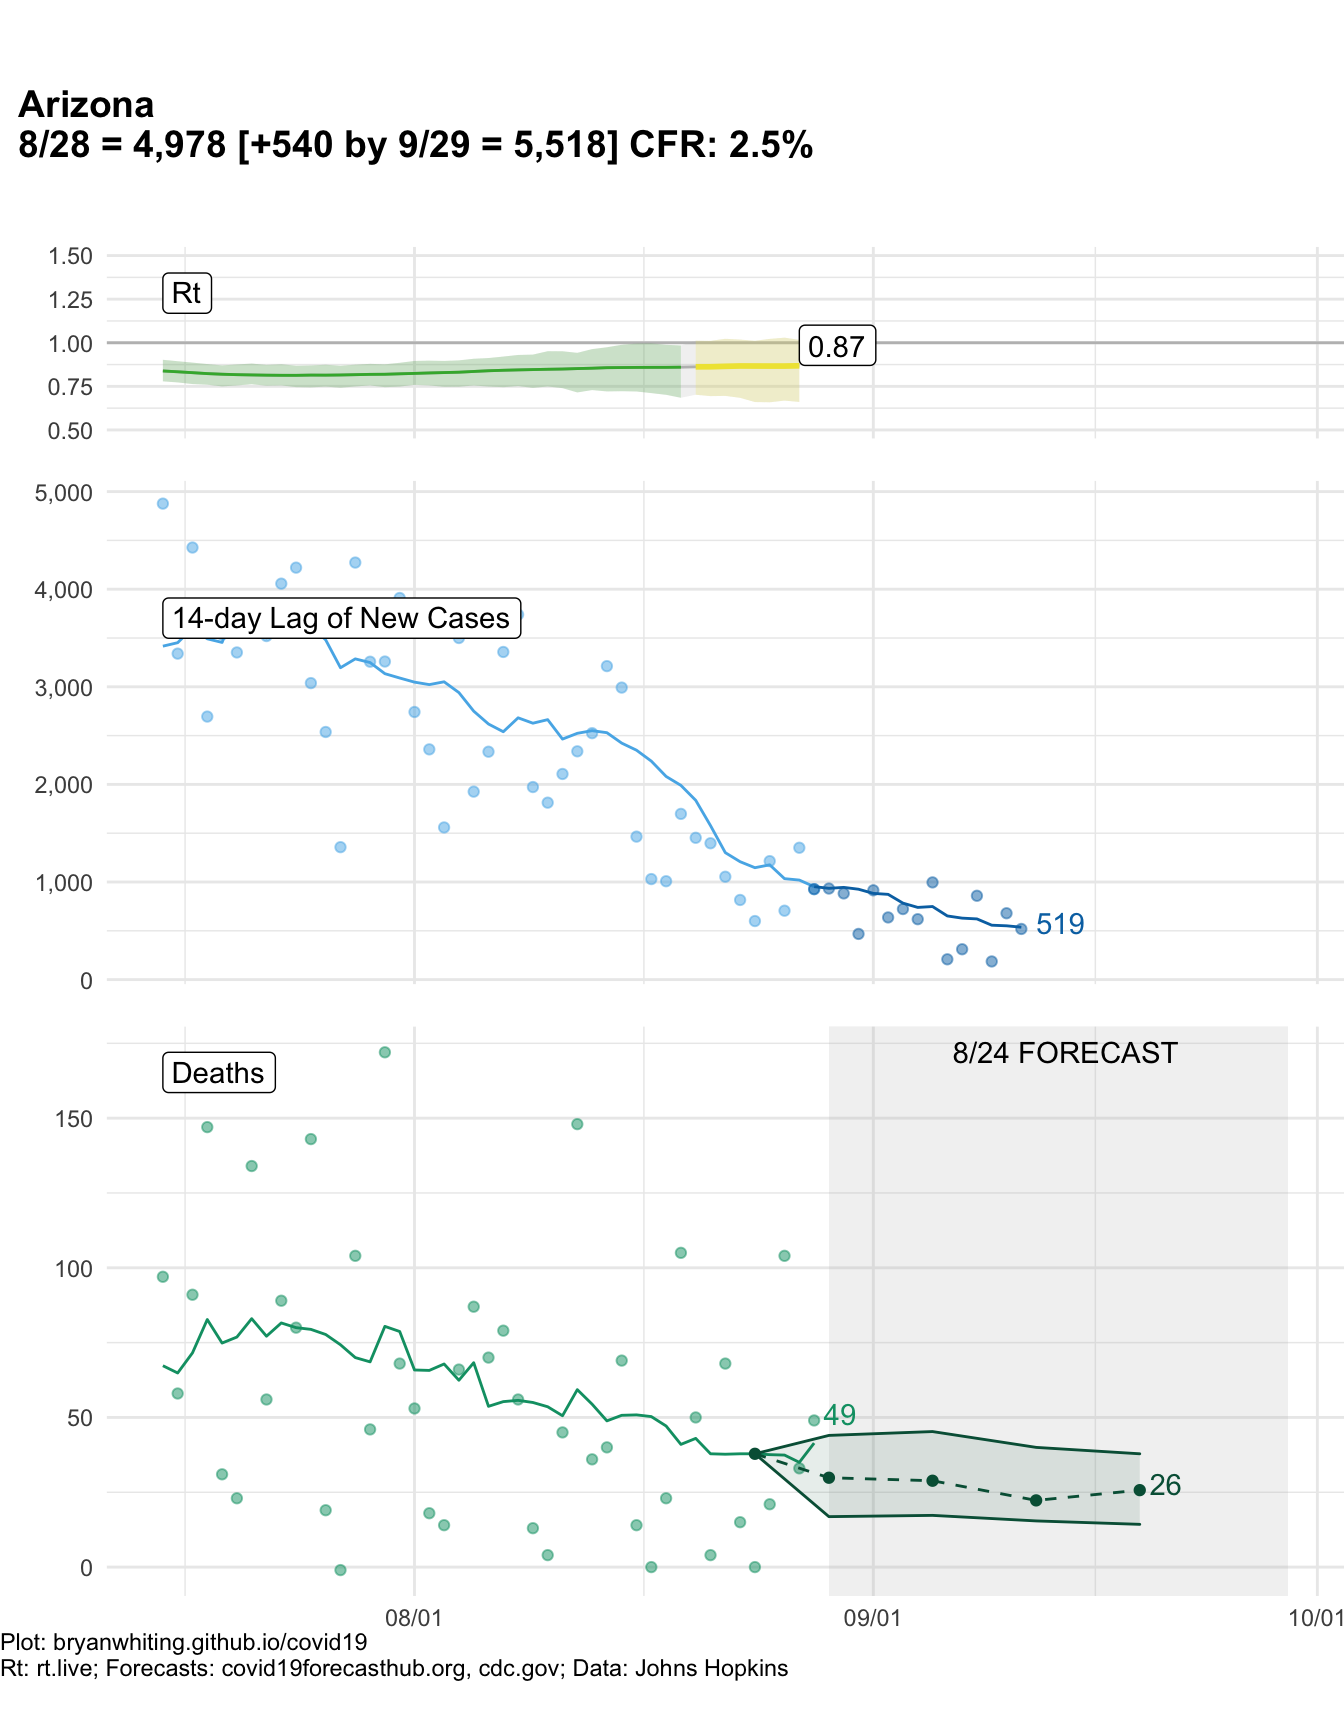 Arizona
8/28 = 4,978 [+540 by 9/29 = 5,518] CFR: 2.5%
1.50
1.25
1.00
0.75
0.50
Rt
0.87
5,000
4,000
3,000
2,000
1,000
0
14-day Lag of New Cases
519
150
100
50
0
Deaths
8/24 FORECAST
49
26
08/01
09/01
10/01
Plot: bryanwhiting.github.io/covid19
Rt: rt.live; Forecasts: covid19forecasthub.org, cdc.gov; Data: Johns Hopkins